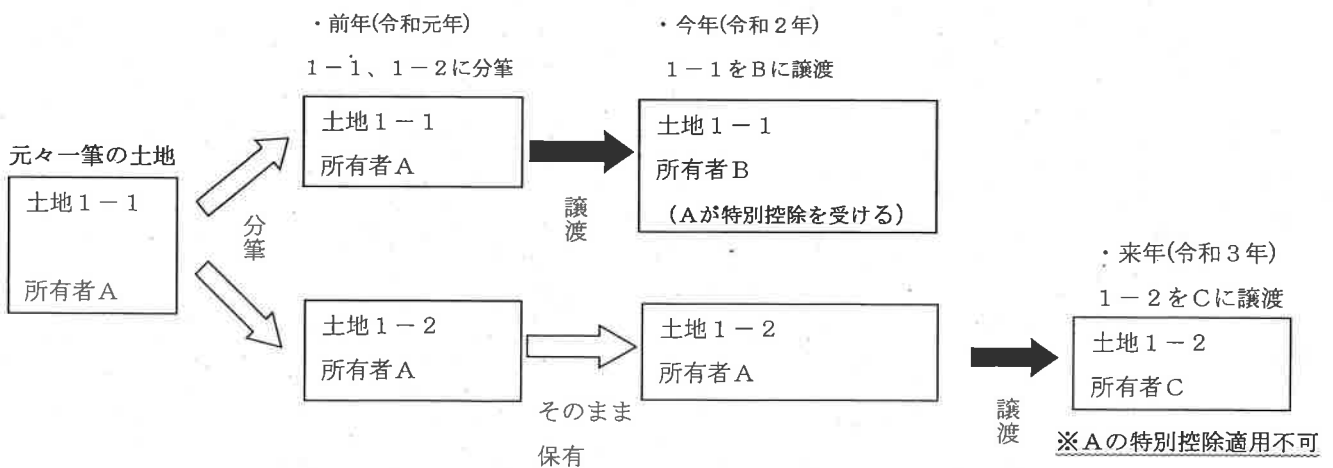 ・前年(令和元年)
1－1、1－2に分筆
・今年(令和２年)
1－1をBに譲渡
元々一筆の土地
土地１－１
所有者A
分筆
土地１－１
所有者A
譲渡
土地１－１
所有者B
（Aが特別控除を受ける）
土地１－２
所有者A
そのまま
保有
土地１－２
所有者A
譲渡
・来年(令和３年)
１－２をCに譲渡
土地１－２
所有者C
※Aの特別控除適用不可